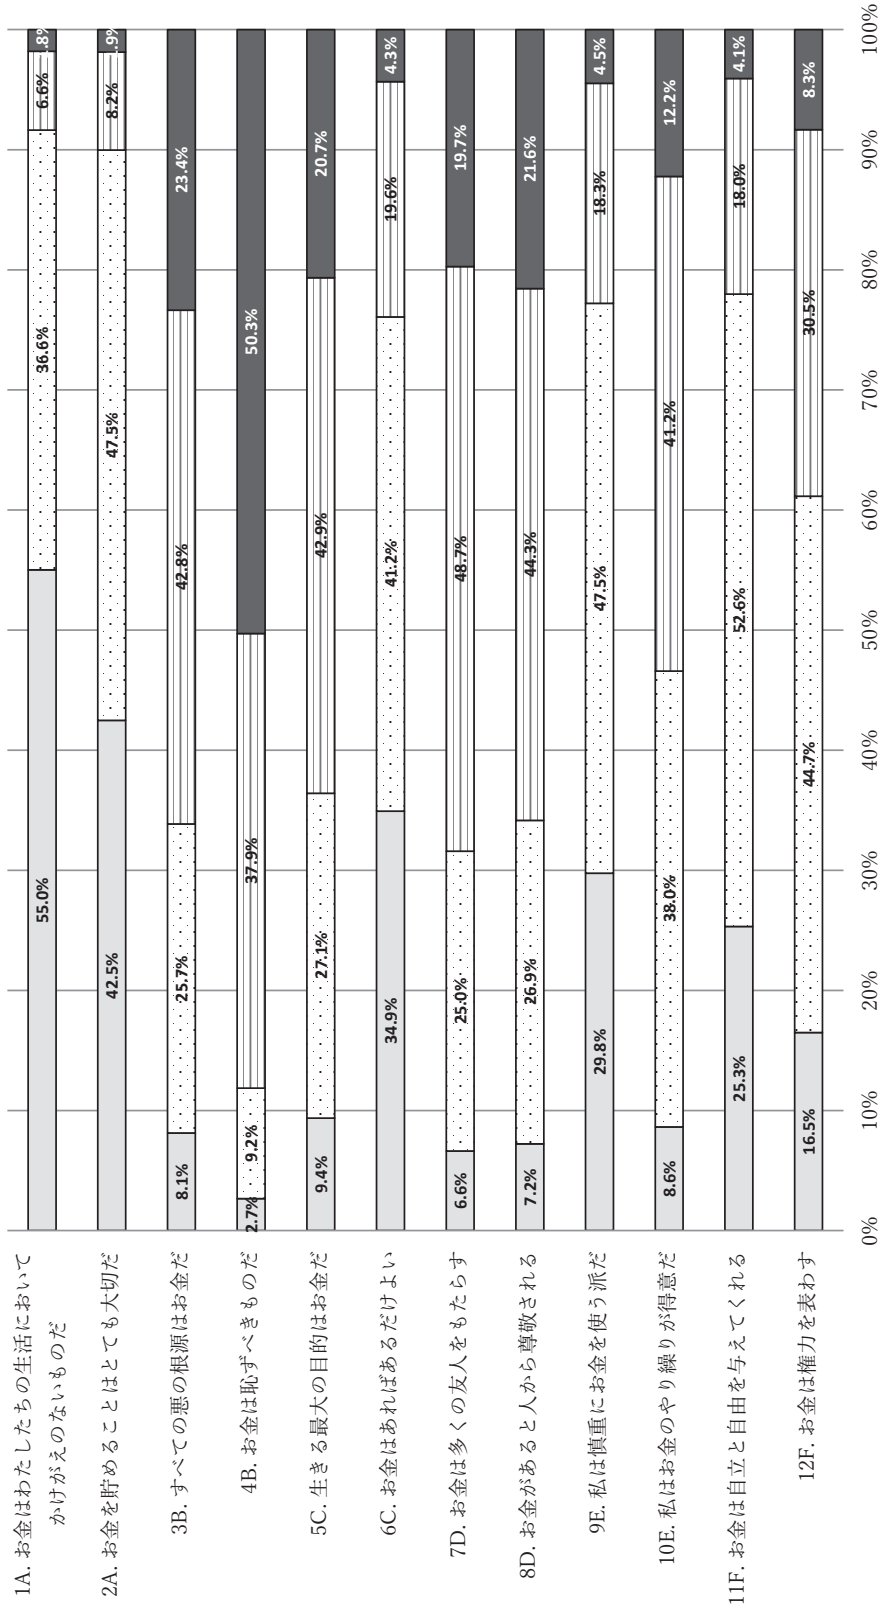 1A. お金はわたしたちの生活において
かけがえのないものだ
55.0% 36.6% 6.6% .8%
2A. お金を貯めることはとても大切だ
42.5% 47.5% 8.2% .9%
3B. すべての悪の根源はお金だ
8.1% 25.7% 42.8% 23.4%
4B. お金は恥ずべきものだ
2.7% 9.2% 37.9% 50.3%
5C. 生きる最大の目的はお金だ
9.4% 27.1% 42.9% 20.7%
6C. お金はあればあるだけよい
34.9% 41.2% 19.6% 4.3%
7D. お金は多くの友人をもたらす
6.6% 25.0% 48.7% 19.7%
8D. お金があると人から尊敬される
7.2% 26.9% 44.3% 21.6%
9E. 私は慎重にお金を使う派だ
29.8% 47.5% 18.3% 4.5%
10E. 私はお金のやり繰りが得意だ
8.6% 38.0% 41.2% 12.2%
11F. お金は自立と自由を与えてくれる
25.3% 52.6% 18.0% 4.1%
12F. お金は権力を表わす
16.5% 44.7% 30.5% 8.3%
0% 10% 20% 30% 40% 50% 60% 70% 80% 90% 100%